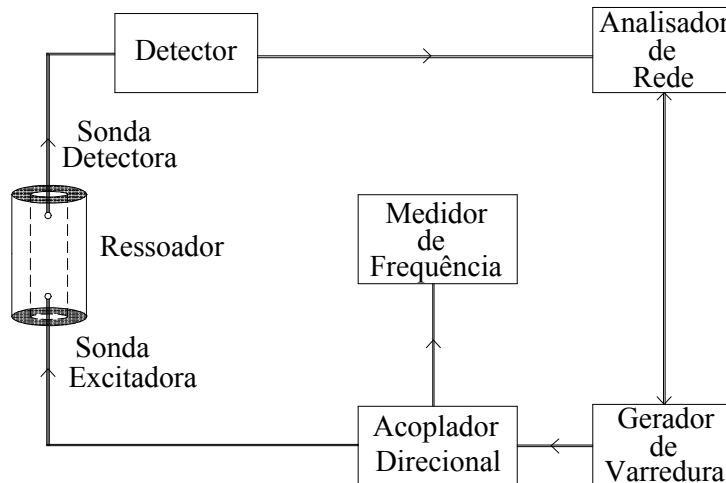 Detector
Analisador
de
Rede
Sonda
Detectora
Ressoador
Medidor
de
Frequência
Sonda
Excitadora
Acoplador
Direcional
Gerador
de
Varredura